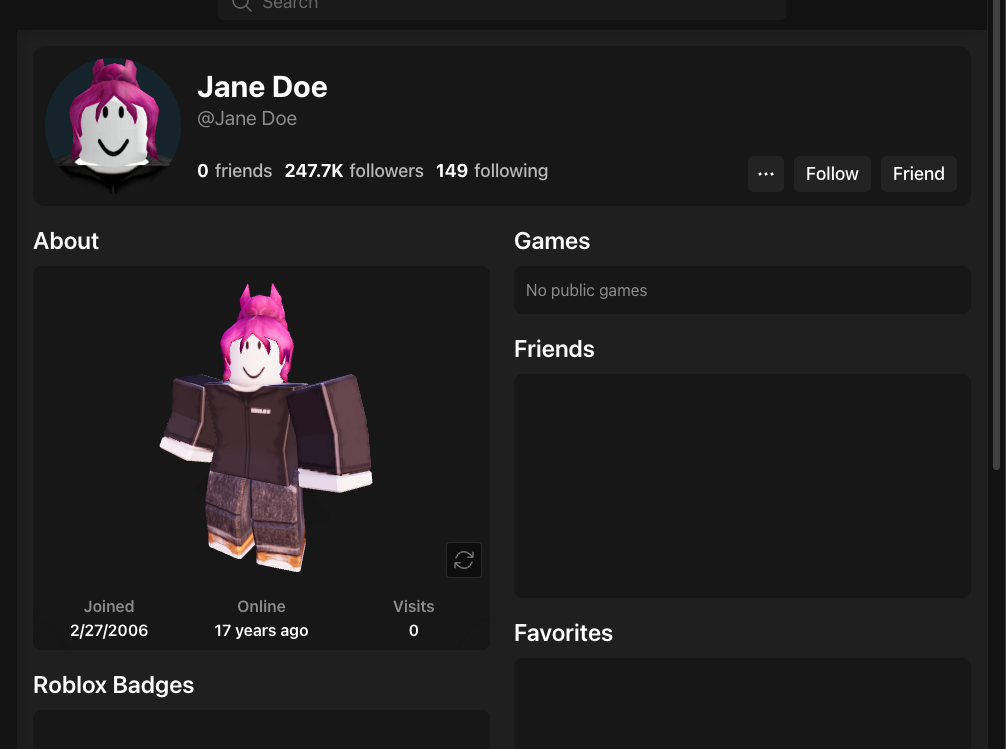 Search
Jane Doe
@Jane Doe
0 friends 247.7K followers 149 following
Follow
Friend
About
ROBLOX
Joined
2/27/2006
Online
17 years ago
Visits
0
Roblox Badges
Games
No public games
Friends
Favorites